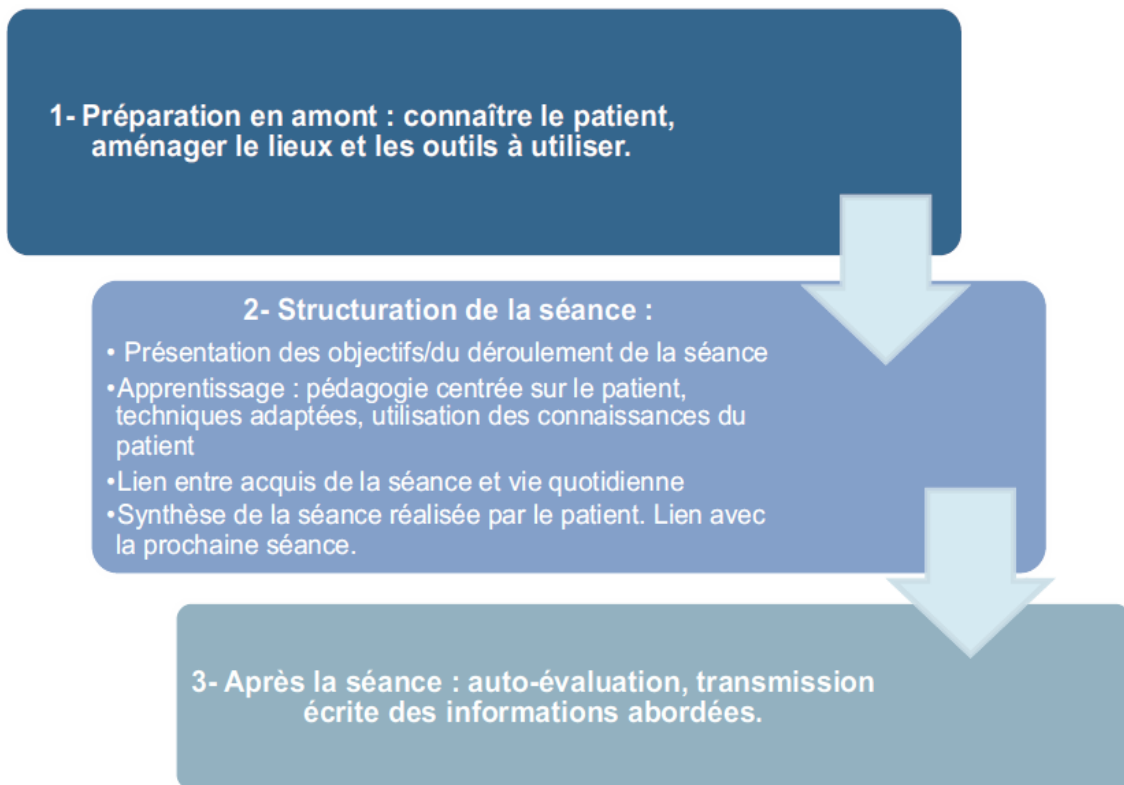 1- Préparation en amont : connaître le patient,
aménager le lieux et les outils à utiliser.
2- Structuration de la séance :
• Présentation des objectifs/du déroulement de la séance
•Apprentissage : pédagogie centrée sur le patient,
techniques adaptées, utilisation des connaissances du
patient
•Lien entre acquis de la séance et vie quotidienne
•Synthèse de la séance réalisée par le patient. Lien avec
la prochaine séance.
3- Après la séance : auto-évaluation, transmission
écrite des informations abordées.